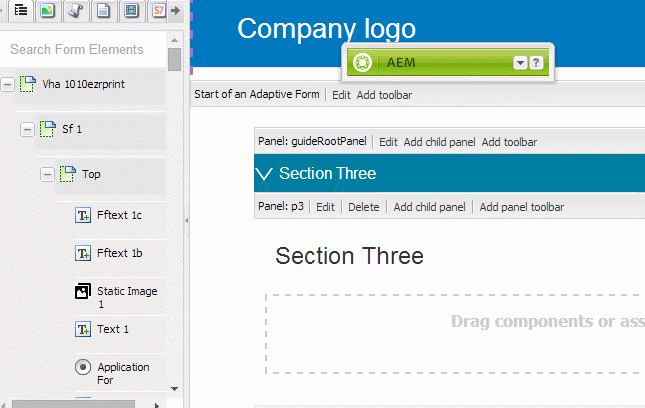 S7
Search Form Elements
Vha 1010ezrprint
Sf 1
Top
Fftext 1c
Fftext 1b
Static Image
1
Text 1
Application
For
Company logo
AEM
?
Start of an Adaptive Form Edit Add toolbar
Panel: guideRootPanel Edit Add child panel Add toolbar
Section Three
Panel: p3 Edit Delete Add child panel Add panel toolbar
Section Three
Drag components or ass